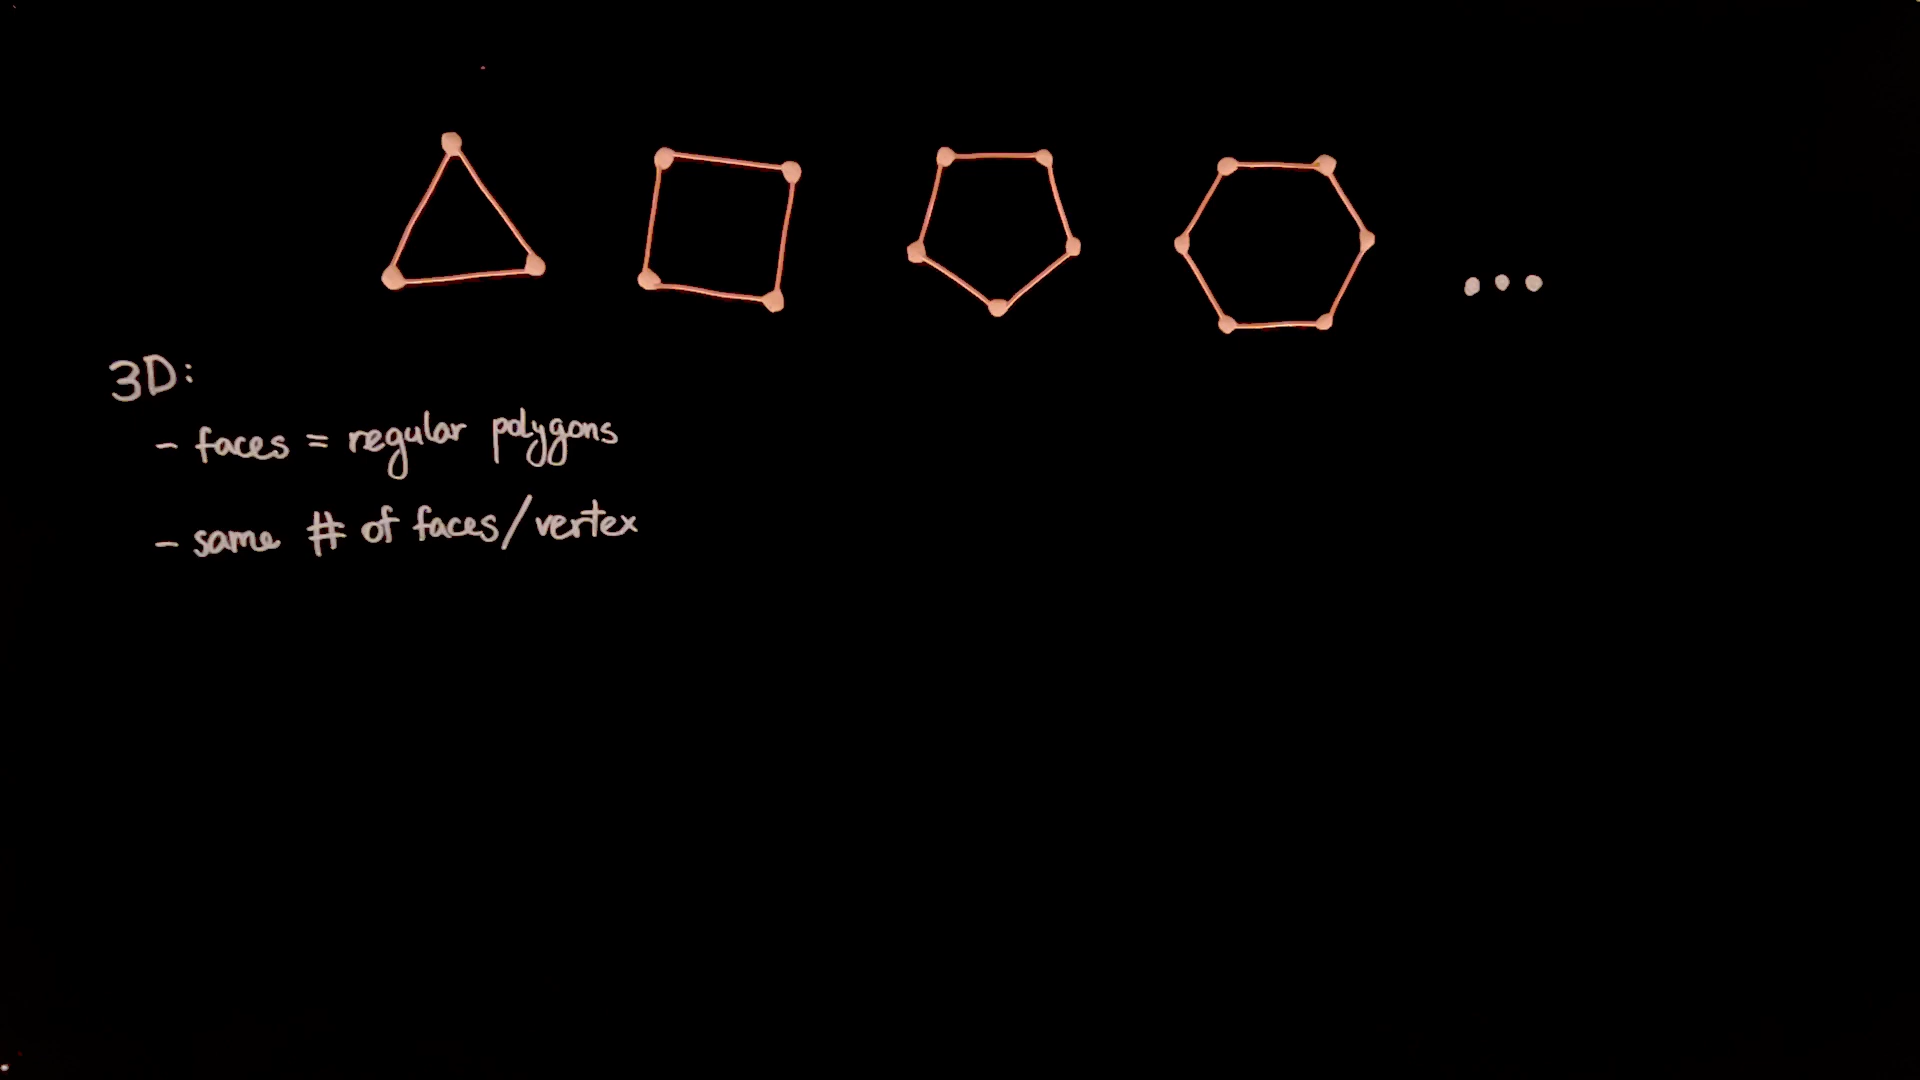 3D:
- faces = regular polygons
- same # of faces/vertex